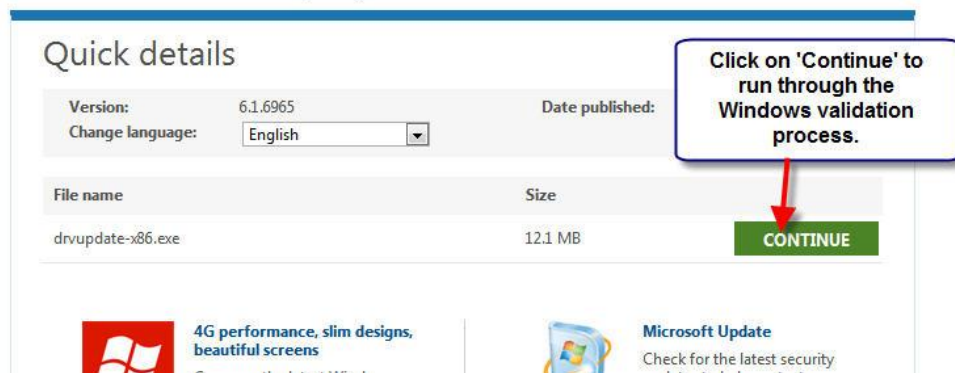 Quick details
Click on 'Continue' to
run through the
Windows validation
process.
Version: 6.1.6965 Date published:
Change language: English
File name Size
drvupdate-x86.exe 12.1 MB CONTINUE
4G performance, slim designs,
beautiful screens
Microsoft Update
Check for the latest security